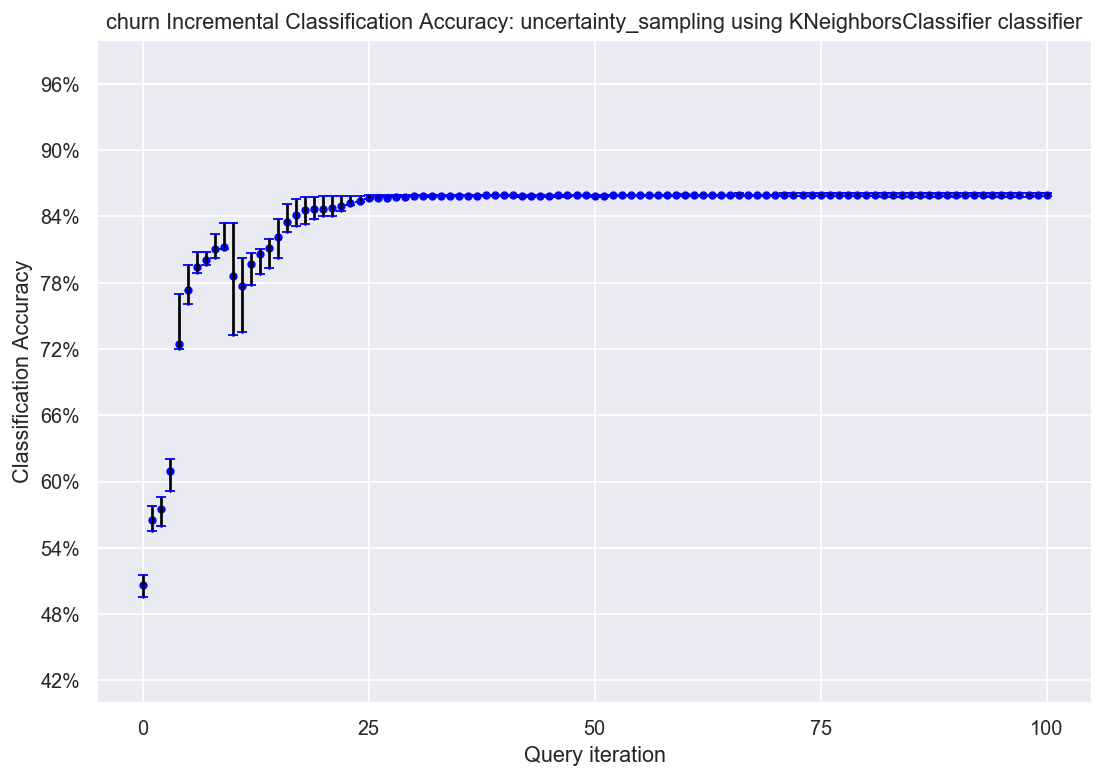 churn Incremental Classification Accuracy: uncertainty_sampling using KNeighborsClassifier classifier
96%
90%
84%
78%
72%
66%
60%
54%
48%
42%
Classification Accuracy
0 25 50 75 100
Query iteration